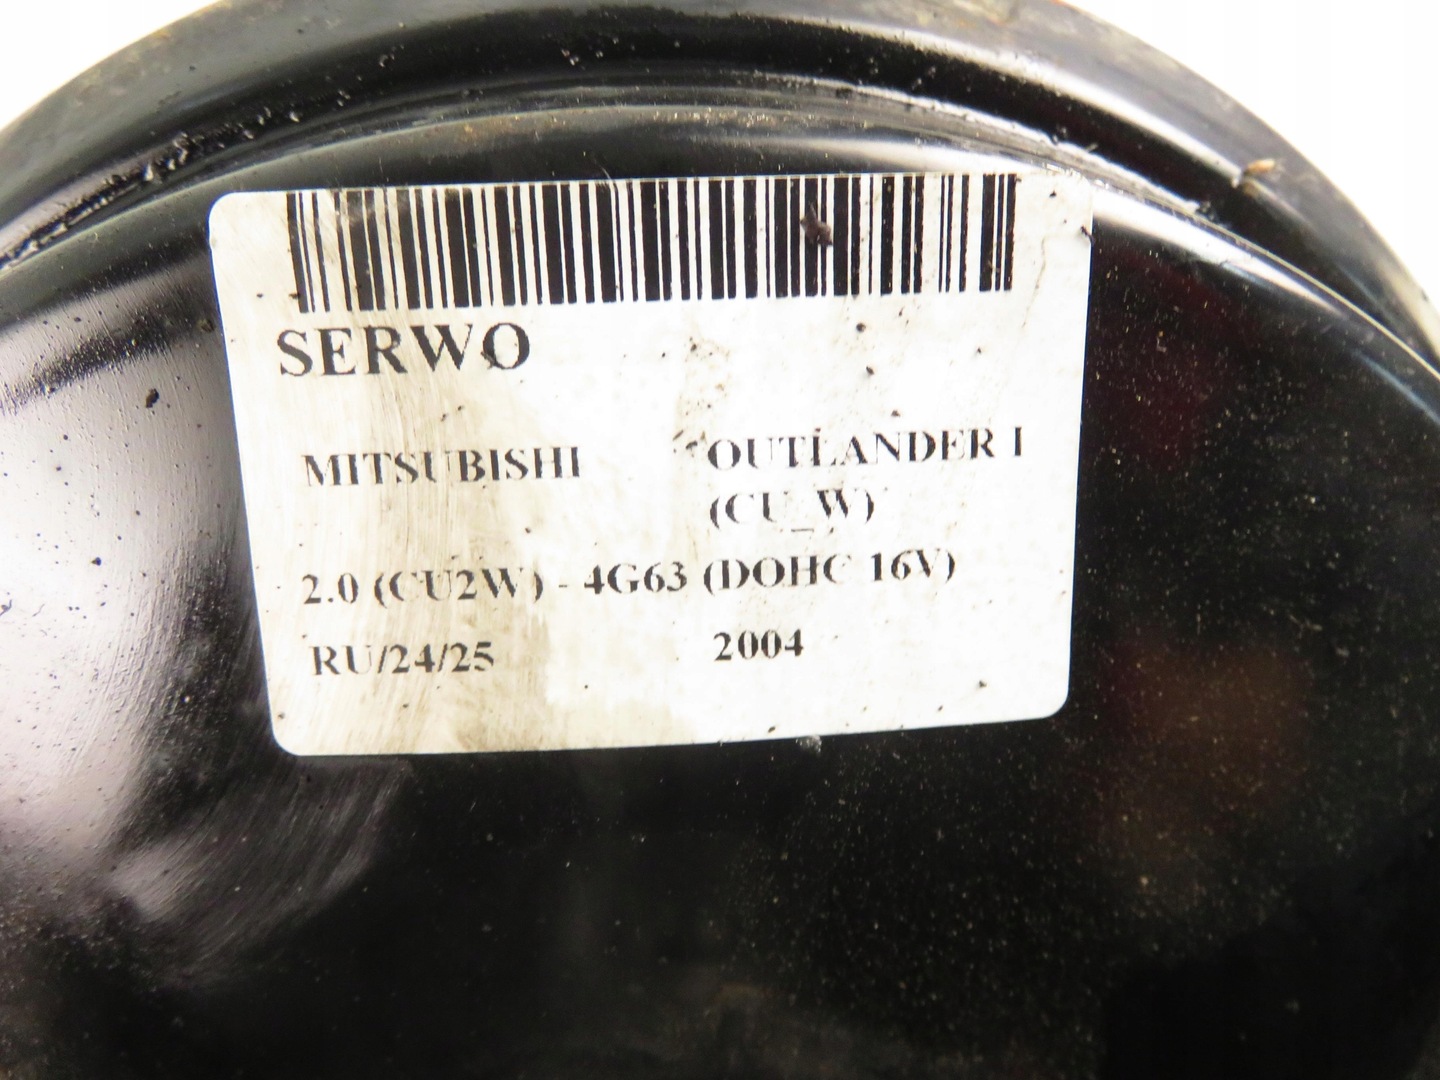 SERWO
MITSUBISHI OUTLANDER I
(CU_W)
2.0 (CU2W) - 4G63 (DOHC 16V)
RU/24/25 2004